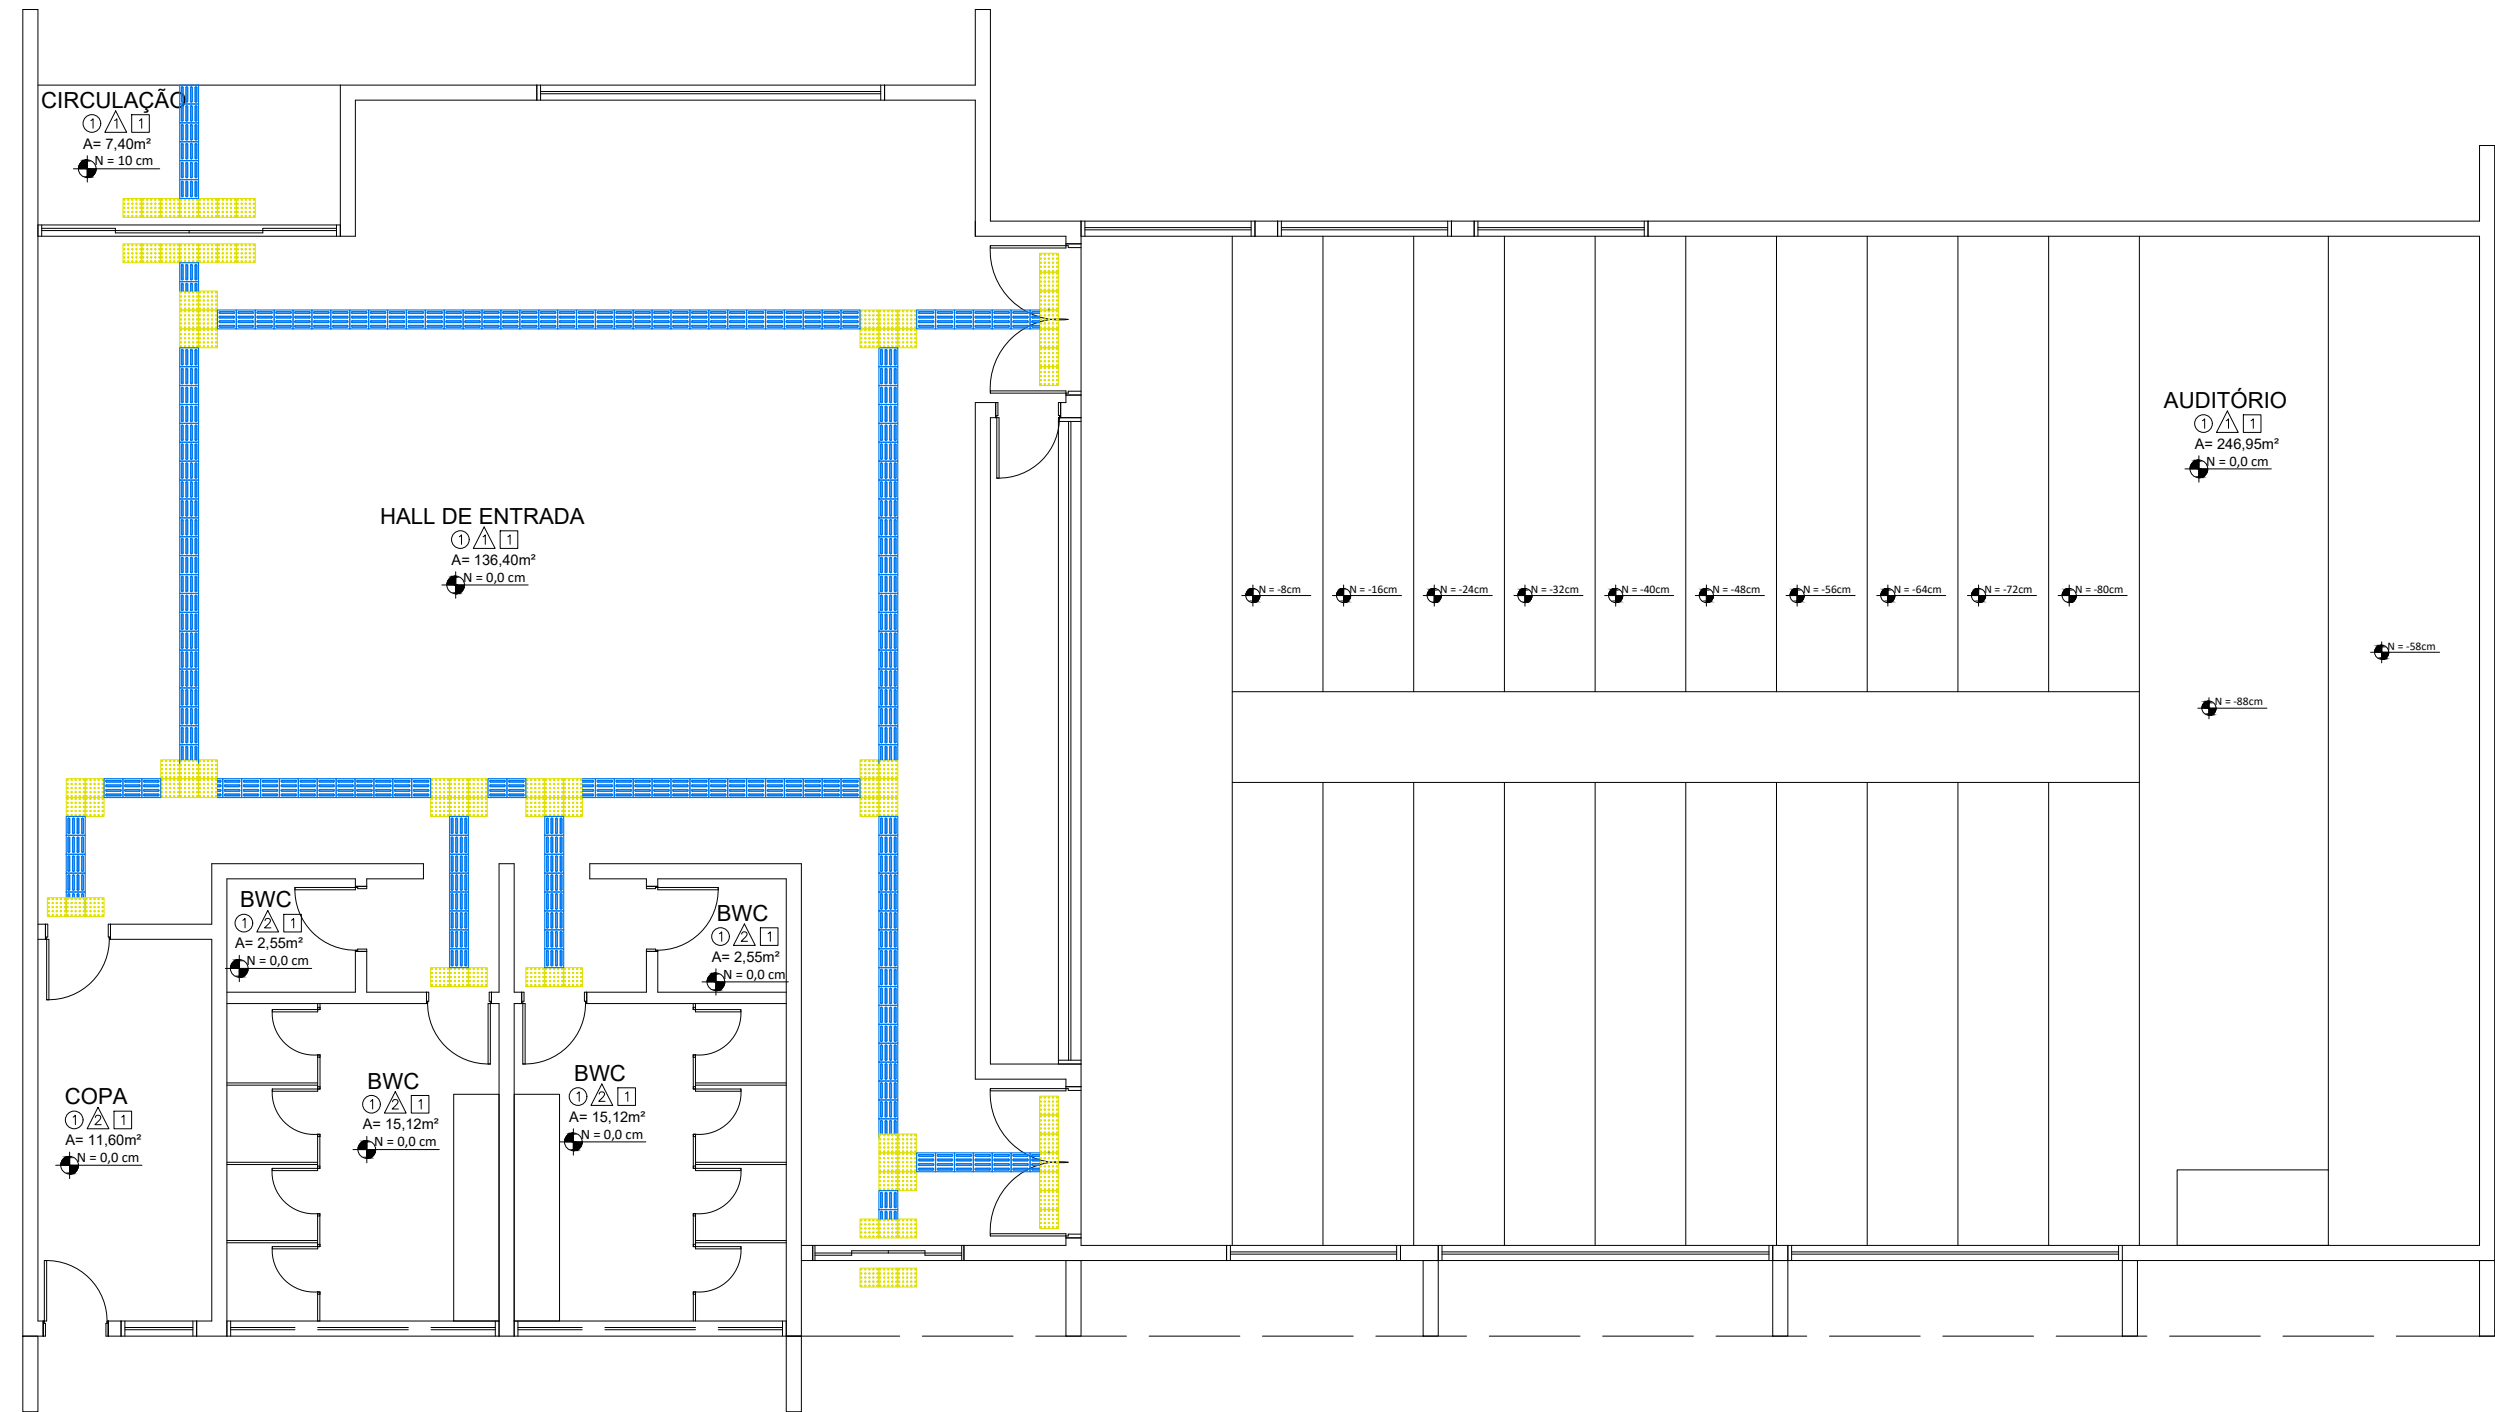 CIRCULAÇÃO
1 1 1
A= 7,40m²
N = 10 cm
AUDITÓRIO
1 1 1
A= 246,95m²
N = 0,0 cm
HALL DE ENTRADA
1 1 1
A= 136,40m²
N = 0,0 cm
N = -8cm
N = -16cm
N = -24cm
N = -32cm
N = -40cm
N = -48cm
N = -56cm
N = -64cm
N = -72cm
N = -80cm
N = -58cm
N = -88cm
BWC
1 2 1
A= 2,55m²
N = 0,0 cm
BWC
1 2 1
A= 2,55m²
N = 0,0 cm
COPA
1 2 1
A= 11,60m²
N = 0,0 cm
BWC
1 2 1
A= 15,12m²
N = 0,0 cm
BWC
1 2 1
A= 15,12m²
N = 0,0 cm